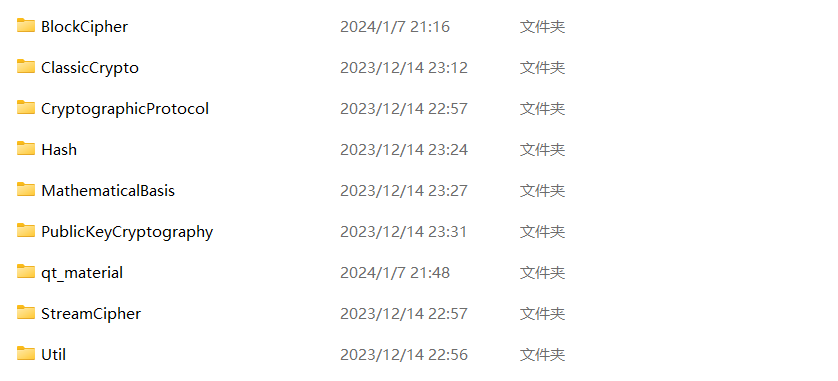 BlockCipher 2024/1/7 21:16 文件夹
ClassicCrypto 2023/12/14 23:12 文件夹
CryptographicProtocol 2023/12/14 22:57 文件夹
Hash 2023/12/14 23:24 文件夹
MathematicalBasis 2023/12/14 23:27 文件夹
PublicKeyCryptography 2023/12/14 23:31 文件夹
qt_material 2024/1/7 21:48 文件夹
StreamCipher 2023/12/14 22:57 文件夹
Util 2023/12/14 22:56 文件夹